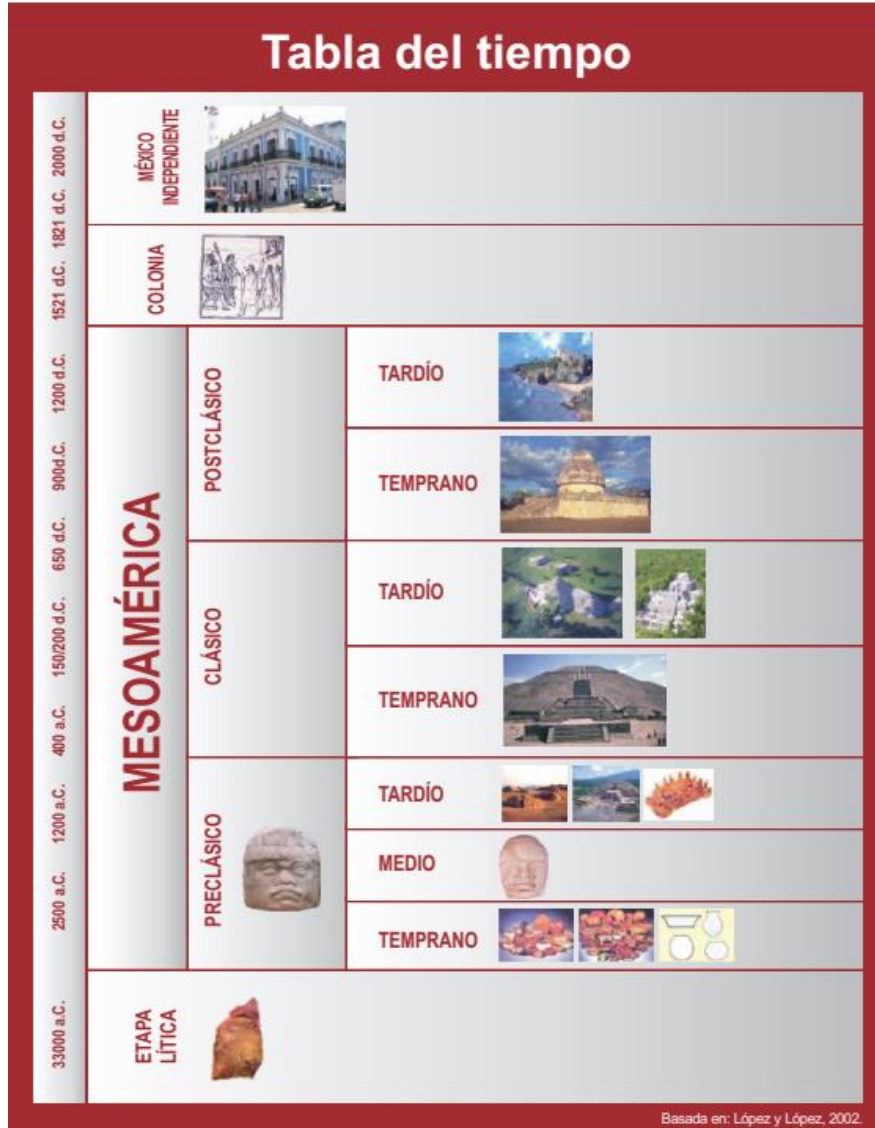 Tabla del tiempo
2000 d.C.
MÉXICO
INDEPENDIENTE
1821 d.C.
COLONIA
1521 d.C.
MESOAMÉRICA
POSTCLÁSICO
TARDÍO
1200 d.C.
TEMPRANO
900d.C.
650 d.C.
CLÁSICO
TARDÍO
150/200 d.C.
TEMPRANO
400 a.C.
PRECLÁSICO
TARDÍO
1200 a.C.
MEDIO
2500 a.C.
TEMPRANO
33000 a.C.
ETAPA
LÍTICA
Basada en: López y López, 2002.